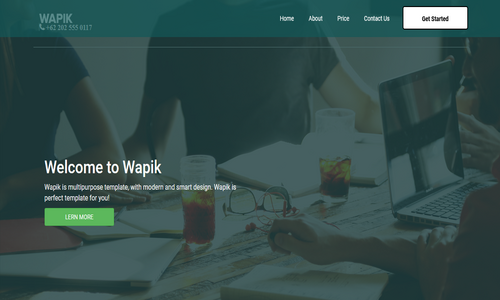 WAPIK
+62 202 555 0117
Home
About
Price
Contact Us
Get Started
Welcome to Wapik
Wapik is multipurpose template, with modern and smart design. Wapik is
perfect template for you!
LERN MORE